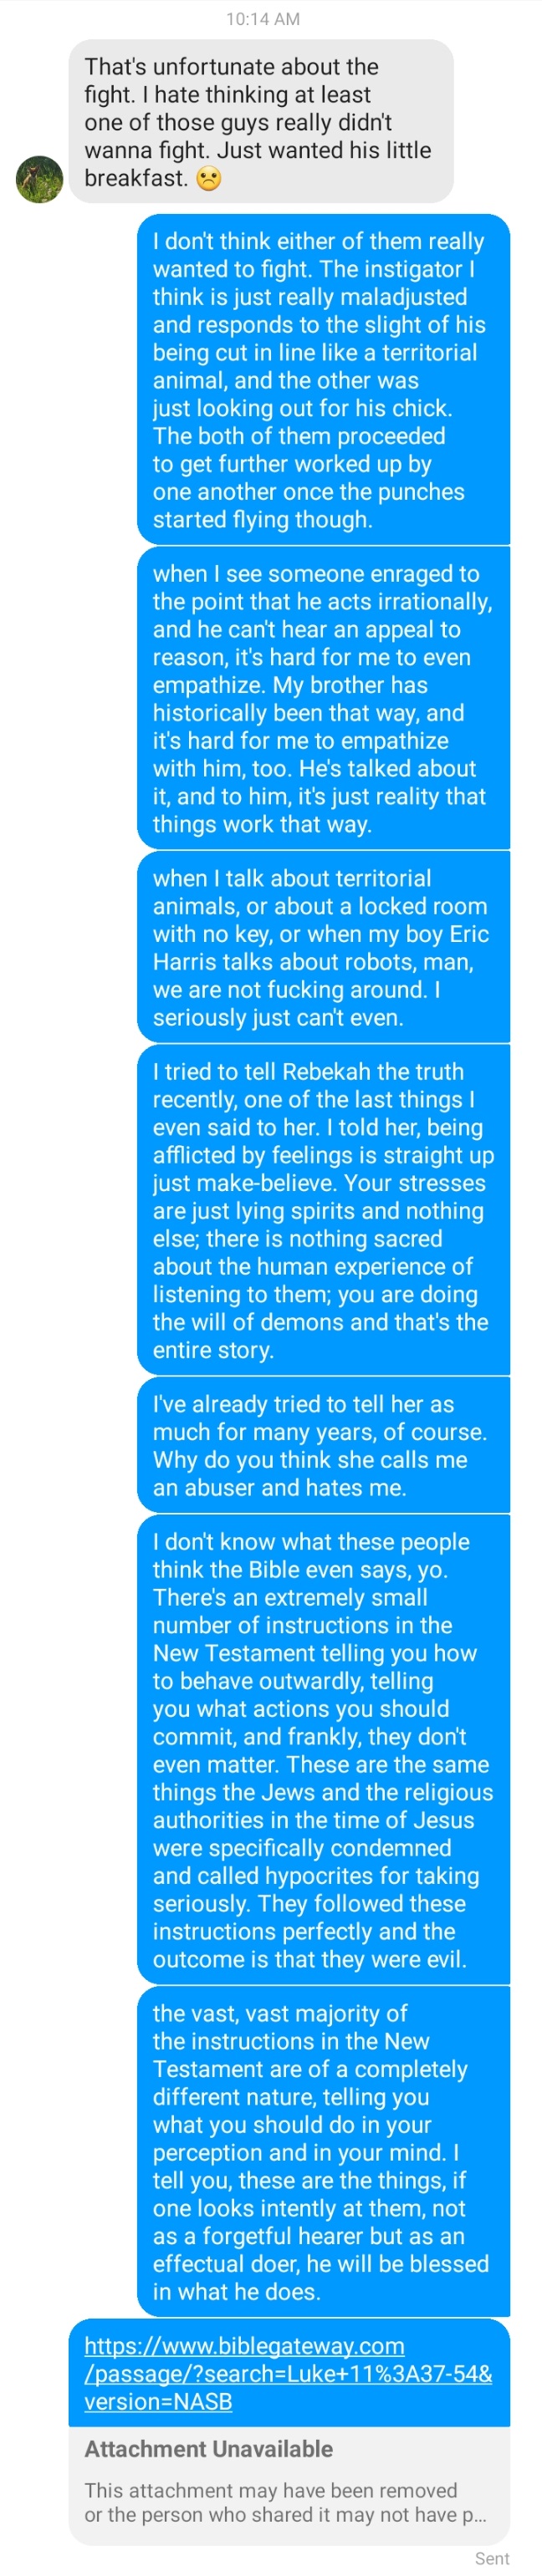 10:14 AM
That's unfortunate about the
fight. I hate thinking at least
one of those guys really didn't
wanna fight. Just wanted his little
breakfast. ☹️
I don't think either of them really
wanted to fight. The instigator I
think is just really maladjusted
and responds to the slight of his
being cut in line like a territorial
animal, and the other was
just looking out for his chick.
The both of them proceeded
to get further worked up by
one another once the punches
started flying though.
when I see someone enraged to
the point that he acts irrationally,
and he can't hear an appeal to
reason, it's hard for me to even
empathize. My brother has
historically been that way, and
it's hard for me to empathize
with him, too. He's talked about
it, and to him, it's just reality that
things work that way.
when I talk about territorial
animals, or about a locked room
with no key, or when my boy Eric
Harris talks about robots, man,
we are not fucking around. I
seriously just can't even.
I tried to tell Rebekah the truth
recently, one of the last things I
even said to her. I told her, being
afflicted by feelings is straight up
just make-believe. Your stresses
are just lying spirits and nothing
else; there is nothing sacred
about the human experience of
listening to them; you are doing
the will of demons and that's the
entire story.
I've already tried to tell her as
much for many years, of course.
Why do you think she calls me
an abuser and hates me.
I don't know what these people
think the Bible even says, yo.
There's an extremely small
number of instructions in the
New Testament telling you how
to behave outwardly, telling
you what actions you should
commit, and frankly, they don't
even matter. These are the same
things the Jews and the religious
authorities in the time of Jesus
were specifically condemned
and called hypocrites for taking
seriously. They followed these
instructions perfectly and the
outcome is that they were evil.
the vast, vast majority of
the instructions in the New
Testament are of a completely
different nature, telling you
what you should do in your
perception and in your mind. I
tell you, these are the things, if
one looks intently at them, not
as a forgetful hearer but as an
effectual doer, he will be blessed
in what he does.
https://www.biblegateway.com
/passage/?search=Luke+11%3A37-54&
version=NASB
Attachment Unavailable
This attachment may have been removed
or the person who shared it may not have p...
Sent